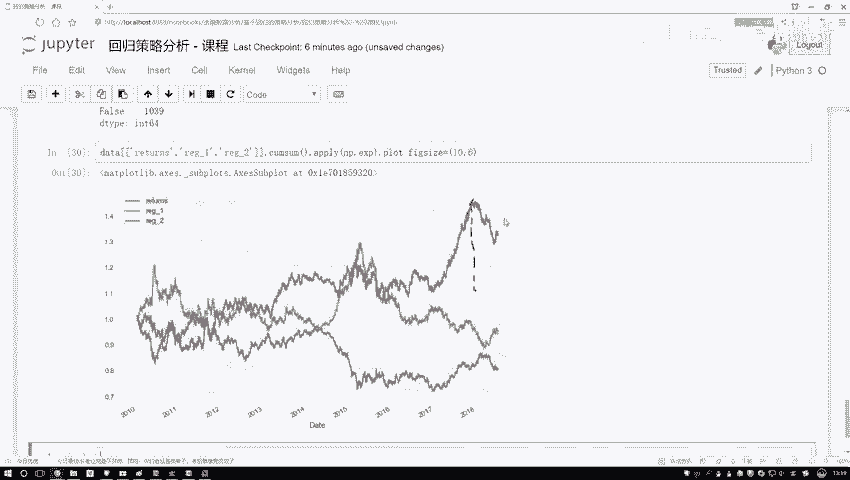 jupyter 回归策略分析 - 课程 Last Checkpoint: 6 minutes ago (unsaved changes)
Logout
File Edit View Insert Cell Kernel Widgets Help
Trusted Python 3
Code
False 1039
dtype: int64
In [30]: data[['returns','reg_1','reg_2']].cumsum().apply(np.exp).plot figsize=(10,6)
Out[30]: <matplotlib.axes._subplots.AxesSubplot at 0x1e701859320>
returns
reg_1
reg_2
1.4
1.3
1.2
1.1
1.0
0.9
0.8
0.7
2010 2011 2012 2013 2014 2015 2016 2017 2018
Date